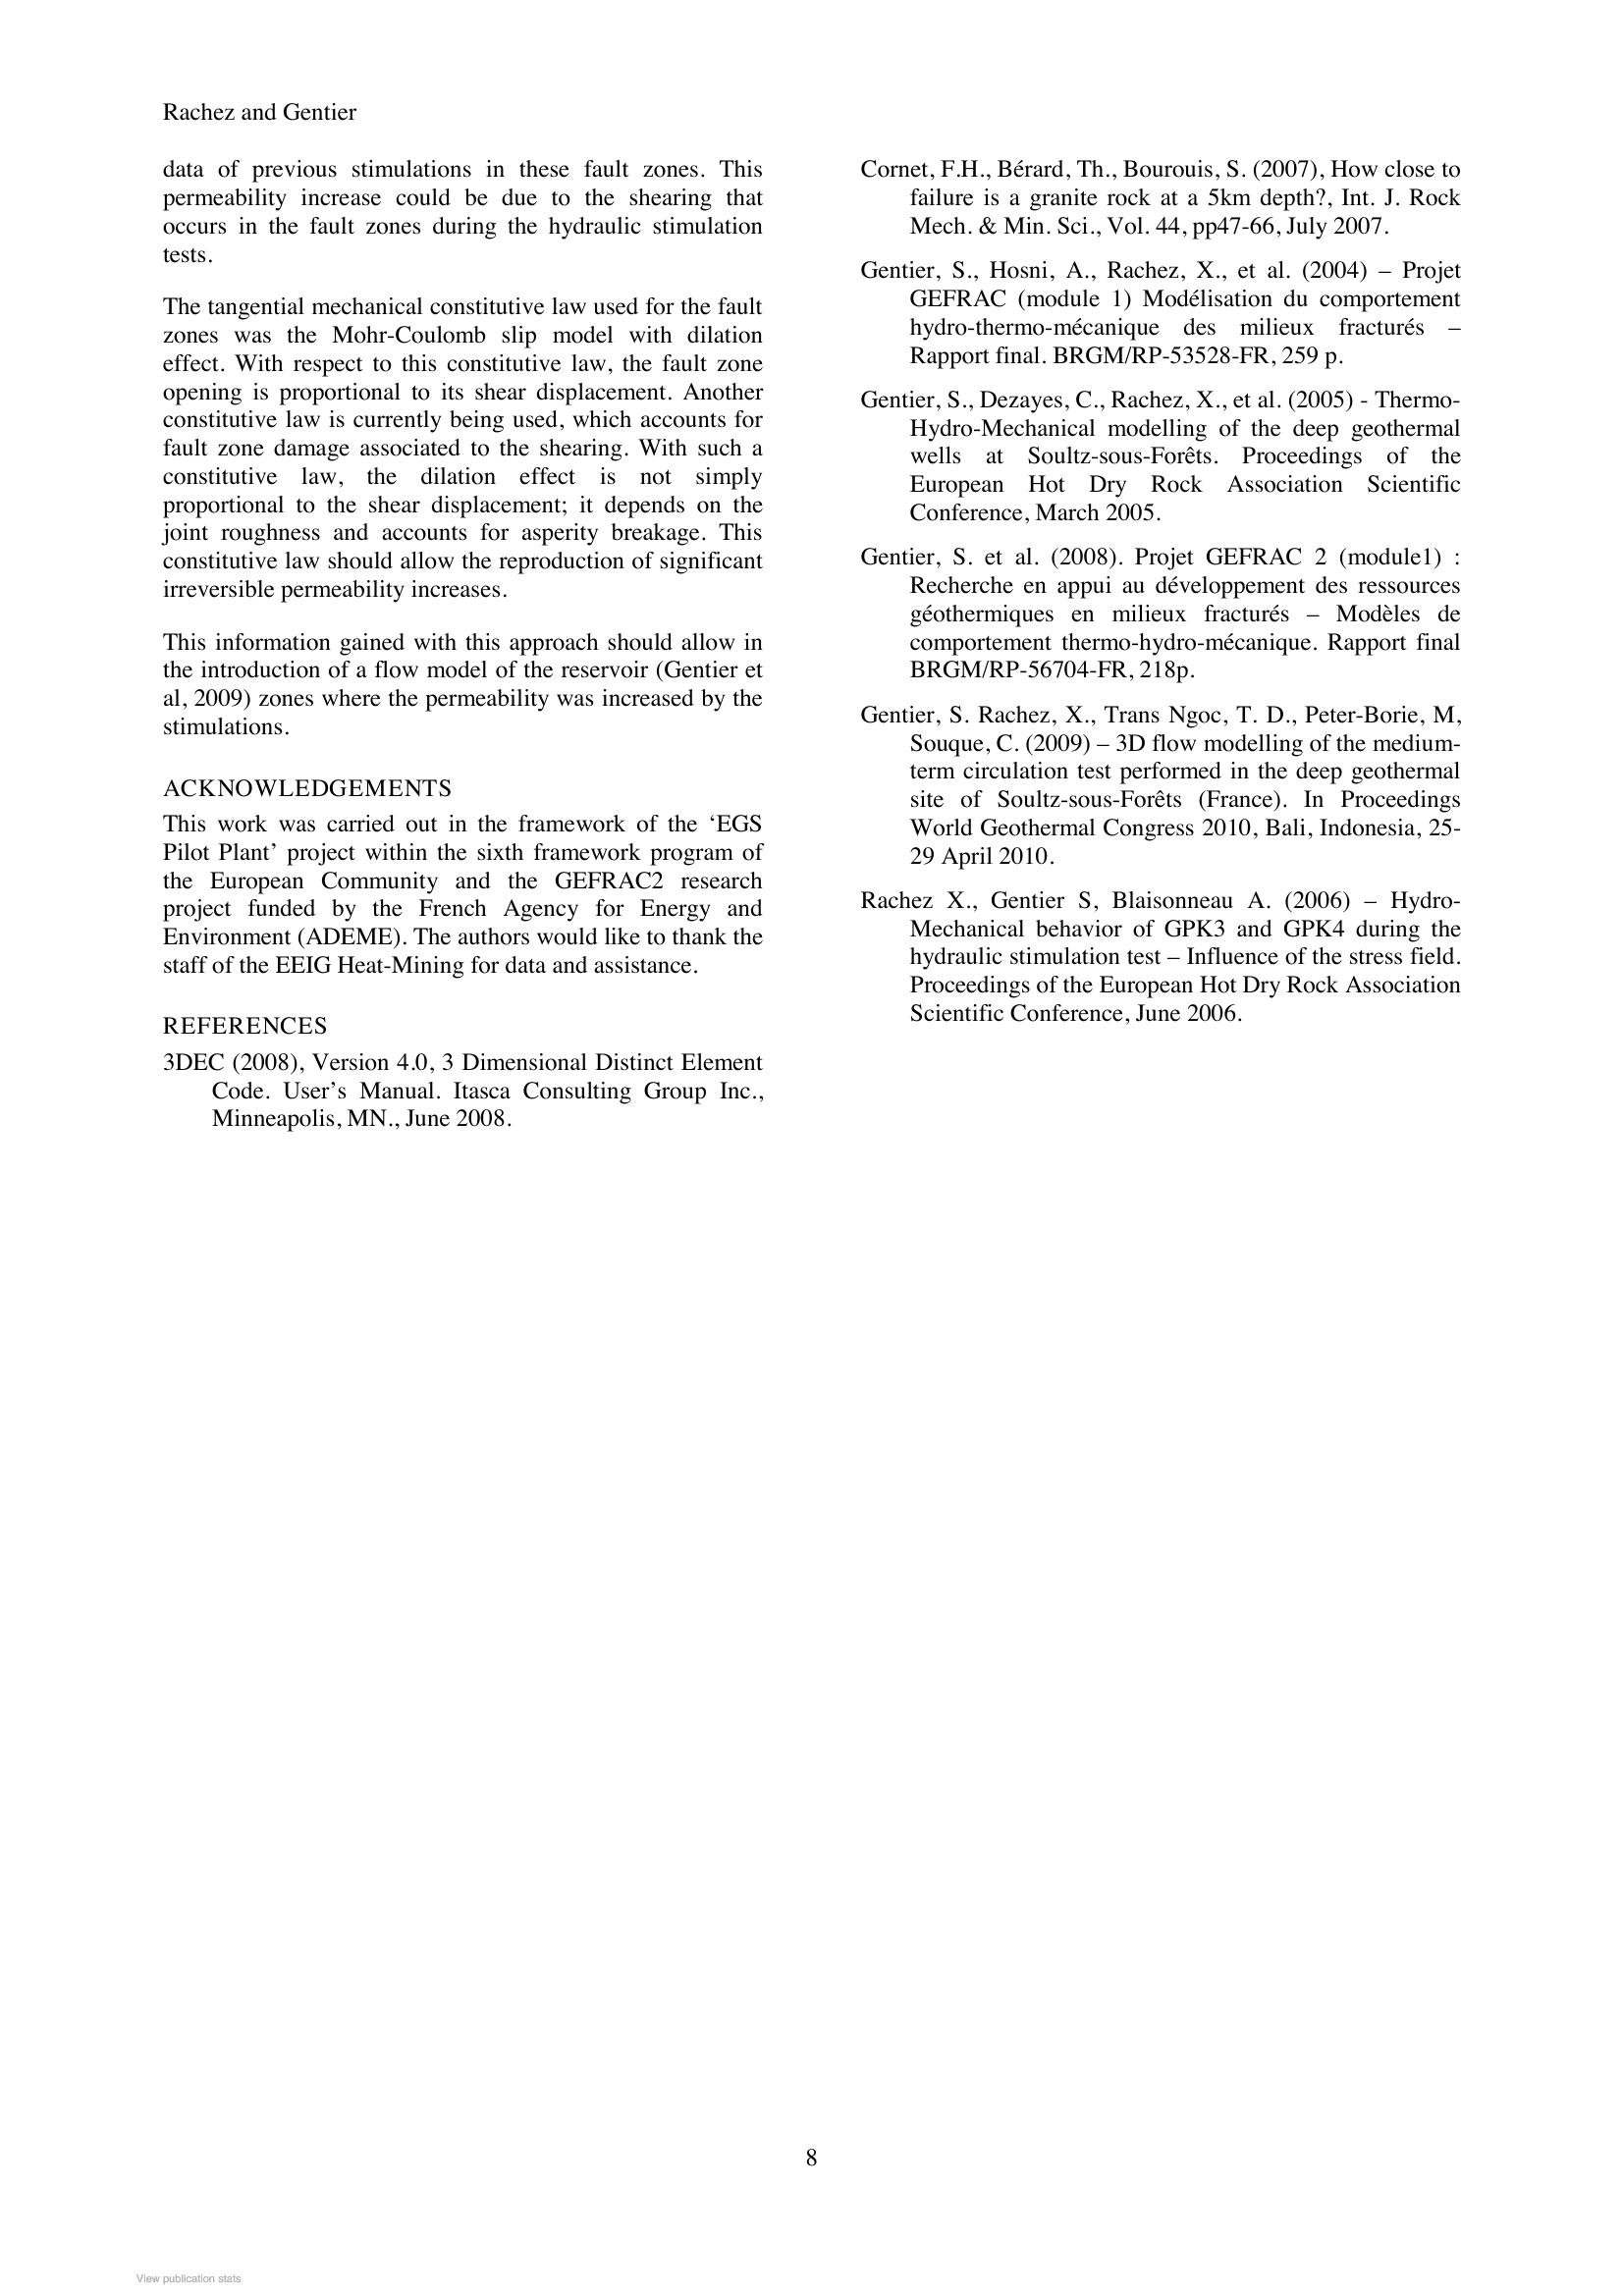 Rachez and Gentier
data of previous stimulations in these fault zones. This
permeability increase could be due to the shearing that
occurs in the fault zones during the hydraulic stimulation
tests.
The tangential mechanical constitutive law used for the fault
zones was the Mohr-Coulomb slip model with dilation
effect. With respect to this constitutive law, the fault zone
opening is proportional to its shear displacement. Another
constitutive law is currently being used, which accounts for
fault zone damage associated to the shearing. With such a
constitutive law, the dilation effect is not simply
proportional to the shear displacement; it depends on the
joint roughness and accounts for asperity breakage. This
constitutive law should allow the reproduction of significant
irreversible permeability increases.
This information gained with this approach should allow in
the introduction of a flow model of the reservoir (Gentier et
al, 2009) zones where the permeability was increased by the
stimulations.
ACKNOWLEDGEMENTS
This work was carried out in the framework of the ‘EGS
Pilot Plant’ project within the sixth framework program of
the European Community and the GEFRAC2 research
project funded by the French Agency for Energy and
Environment (ADEME). The authors would like to thank the
staff of the EEIG Heat-Mining for data and assistance.
REFERENCES
3DEC (2008), Version 4.0, 3 Dimensional Distinct Element
Code. User’s Manual. Itasca Consulting Group Inc.,
Minneapolis, MN., June 2008.
Cornet, F.H., Bérard, Th., Bourouis, S. (2007), How close to
failure is a granite rock at a 5km depth?, Int. J. Rock
Mech. & Min. Sci., Vol. 44, pp47-66, July 2007.
Gentier, S., Hosni, A., Rachez, X., et al. (2004) – Projet
GEFRAC (module 1) Modélisation du comportement
hydro-thermo-mécanique des milieux fracturés –
Rapport final. BRGM/RP-53528-FR, 259 p.
Gentier, S., Dezayes, C., Rachez, X., et al. (2005) - Thermo-
Hydro-Mechanical modelling of the deep geothermal
wells at Soultz-sous-Forêts. Proceedings of the
European Hot Dry Rock Association Scientific
Conference, March 2005.
Gentier, S. et al. (2008). Projet GEFRAC 2 (module1) :
Recherche en appui au développement des ressources
géothermiques en milieux fracturés – Modèles de
comportement thermo-hydro-mécanique. Rapport final
BRGM/RP-56704-FR, 218p.
Gentier, S. Rachez, X., Trans Ngoc, T. D., Peter-Borie, M,
Souque, C. (2009) – 3D flow modelling of the medium-
term circulation test performed in the deep geothermal
site of Soultz-sous-Forêts (France). In Proceedings
World Geothermal Congress 2010, Bali, Indonesia, 25-
29 April 2010.
Rachez X., Gentier S, Blaisonneau A. (2006) – Hydro-
Mechanical behavior of GPK3 and GPK4 during the
hydraulic stimulation test – Influence of the stress field.
Proceedings of the European Hot Dry Rock Association
Scientific Conference, June 2006.
8
View publication stats